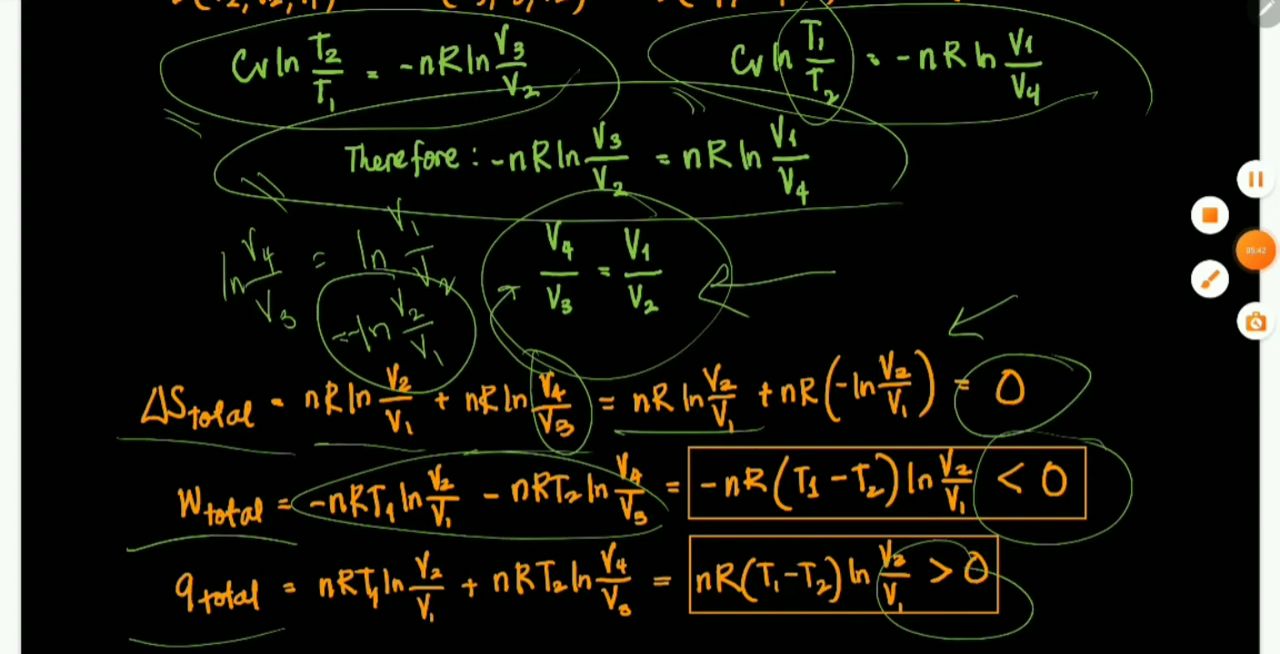 Cv ln T2/T1 = -nR ln V3/V2 Cv ln T1/T2 = -nR ln V1/V4
Therefore: -nR ln V3/V2 = nR ln V1/V4
ln V4/V3 = ln V1/V2 V4/V3 = V1/V2
= -ln V2/V1
ΔStotal = nR ln V2/V1 + nR ln V4/V3 = nR ln V2/V1 + nR(-ln V2/V1) = 0
Wtotal = -nRT1 ln V2/V1 - nRT2 ln V4/V3 = -nR(T1-T2) ln V2/V1 < 0
qtotal = nRT1 ln V2/V1 + nRT2 ln V4/V3 = nR(T1-T2) ln V2/V1 > 0
05:42